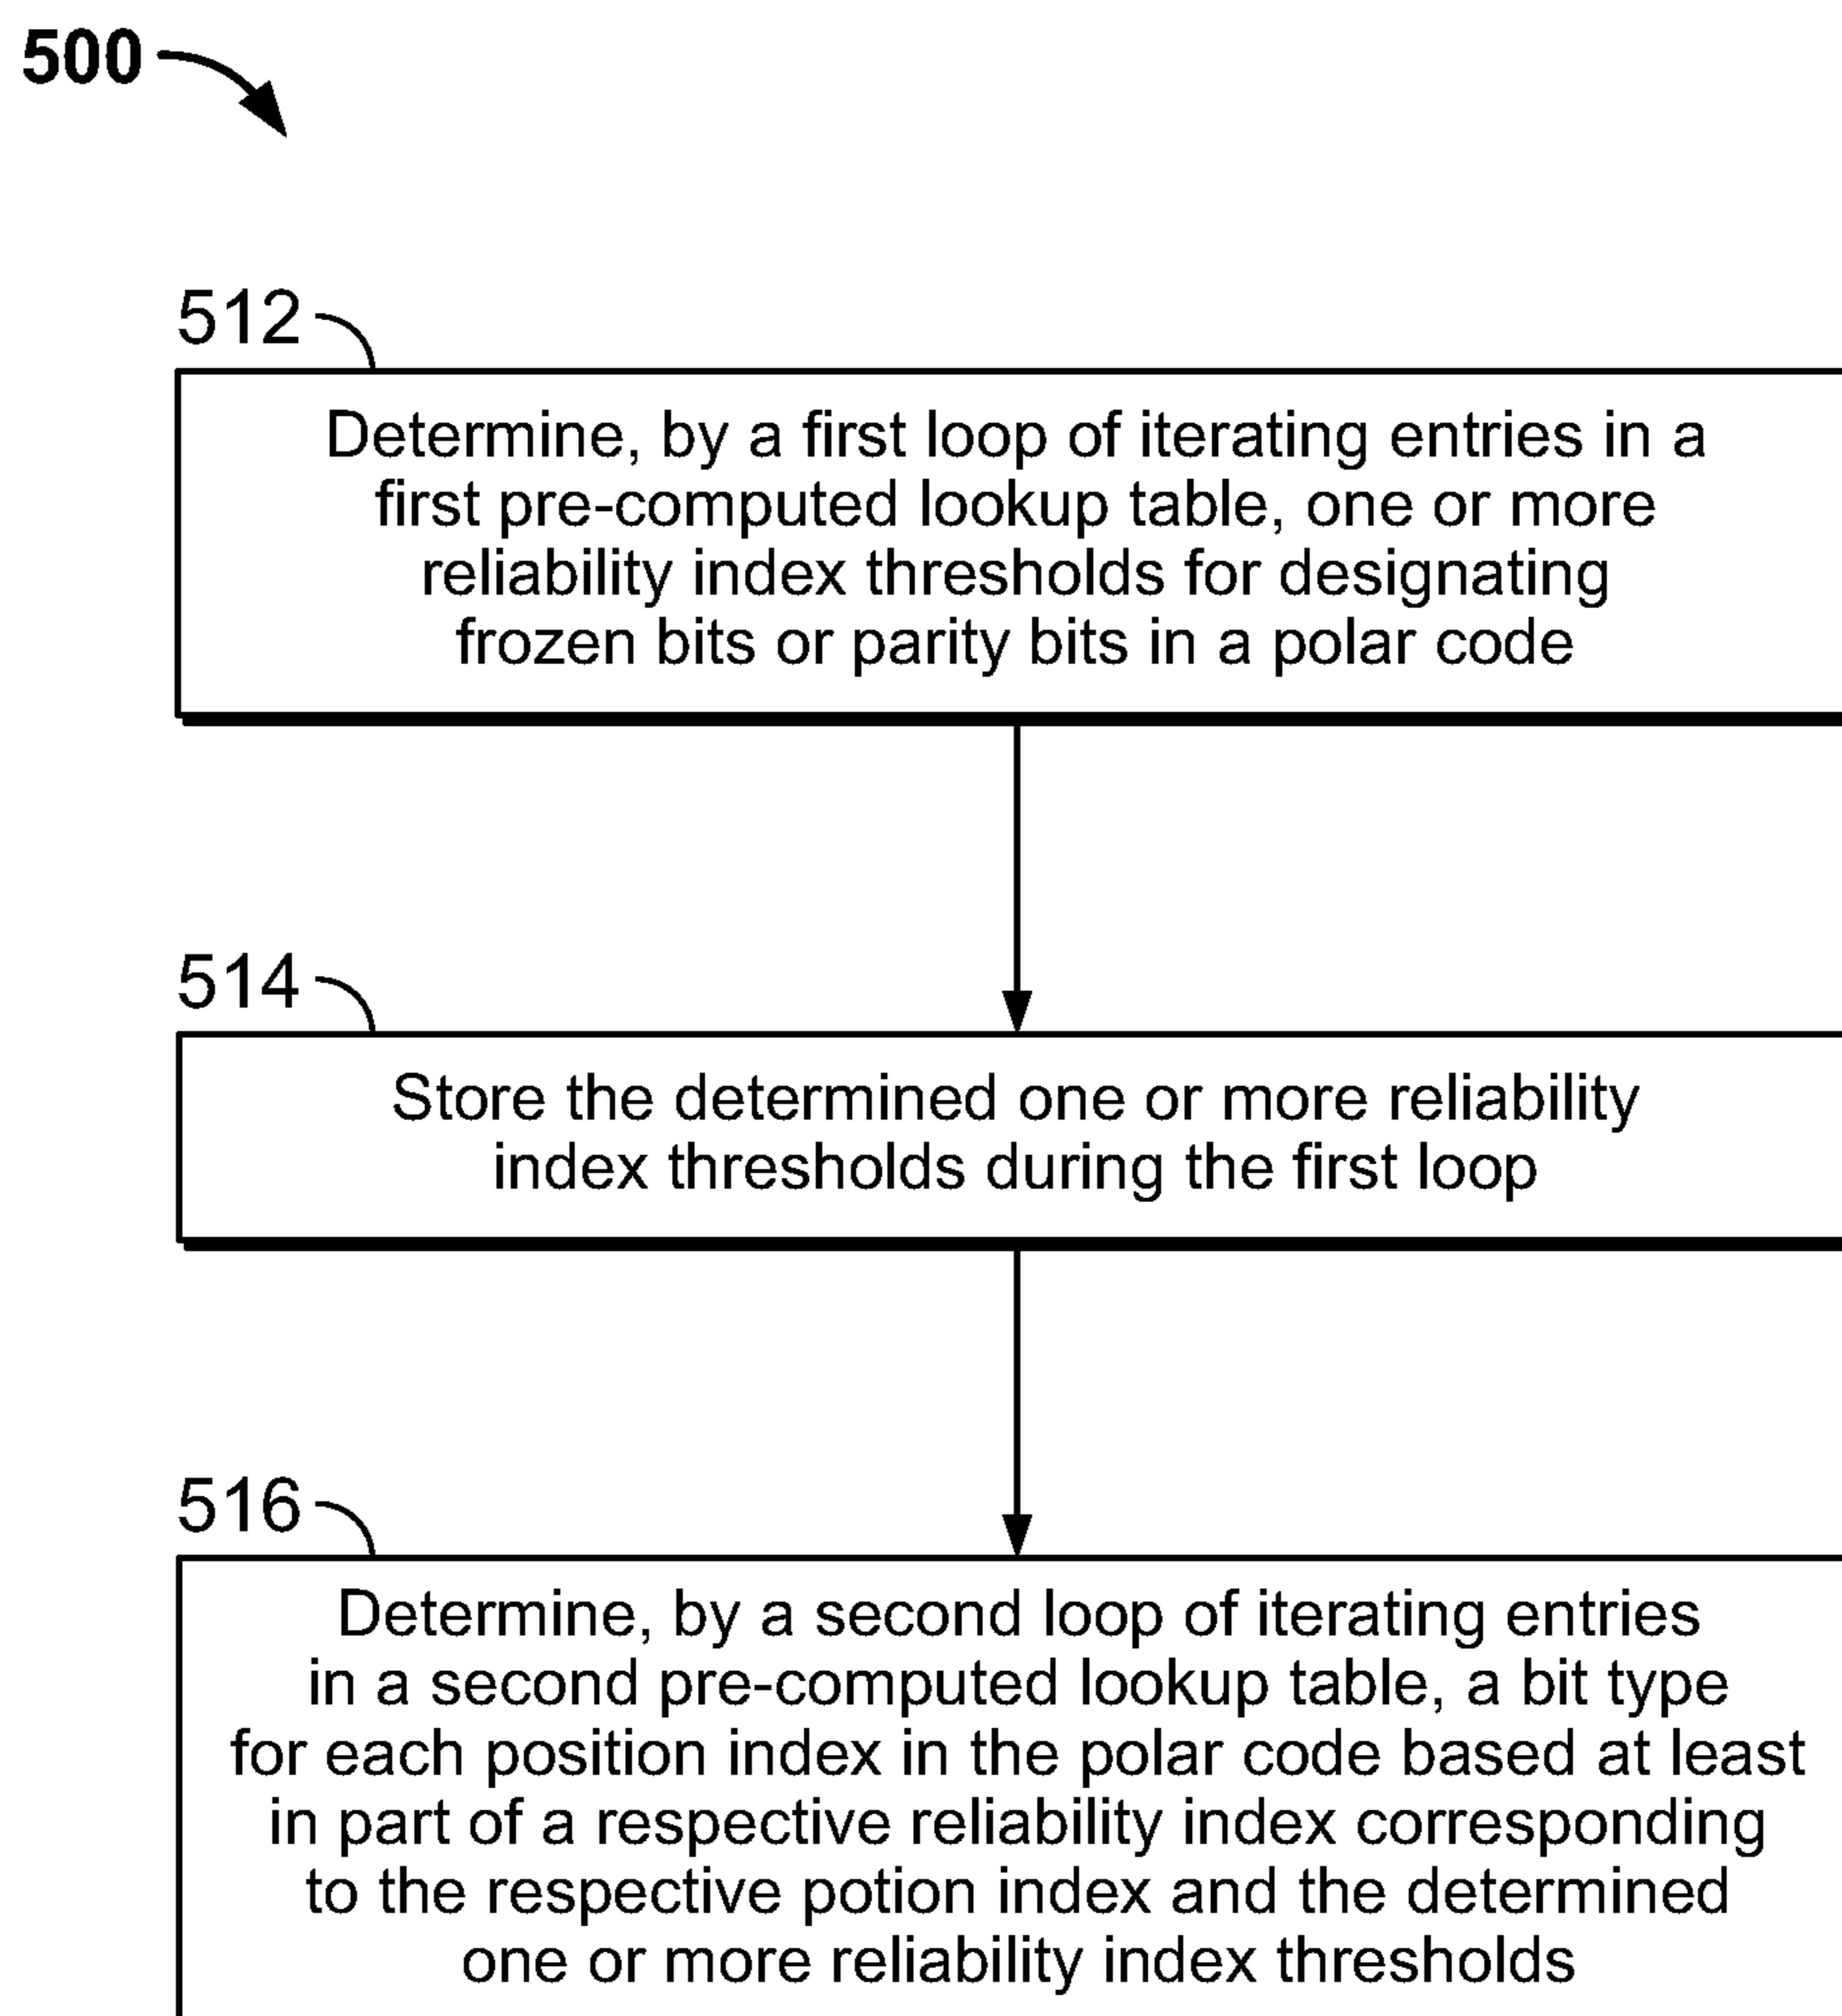 500
512
Determine, by a first loop of iterating entries in a
first pre-computed lookup table, one or more
reliability index thresholds for designating
frozen bits or parity bits in a polar code
514
Store the determined one or more reliability
index thresholds during the first loop
516
Determine, by a second loop of iterating entries
in a second pre-computed lookup table, a bit type
for each position index in the polar code based at least
in part of a respective reliability index corresponding
to the respective potion index and the determined
one or more reliability index thresholds